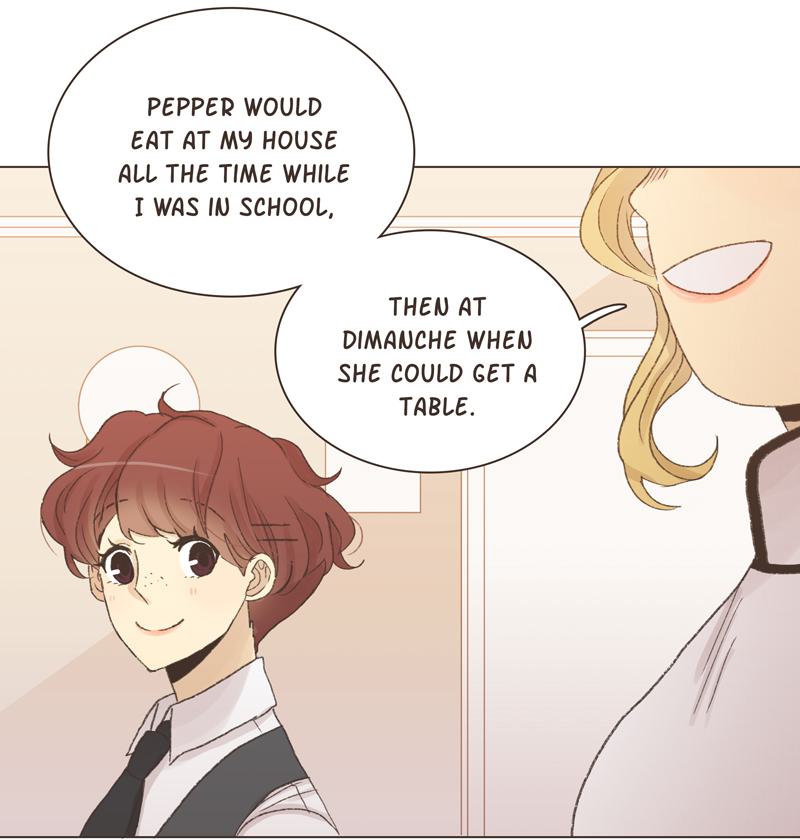 PEPPER WOULD
EAT AT MY HOUSE
ALL THE TIME WHILE
I WAS IN SCHOOL,
THEN AT
DIMANCHE WHEN
SHE COULD GET A
TABLE.